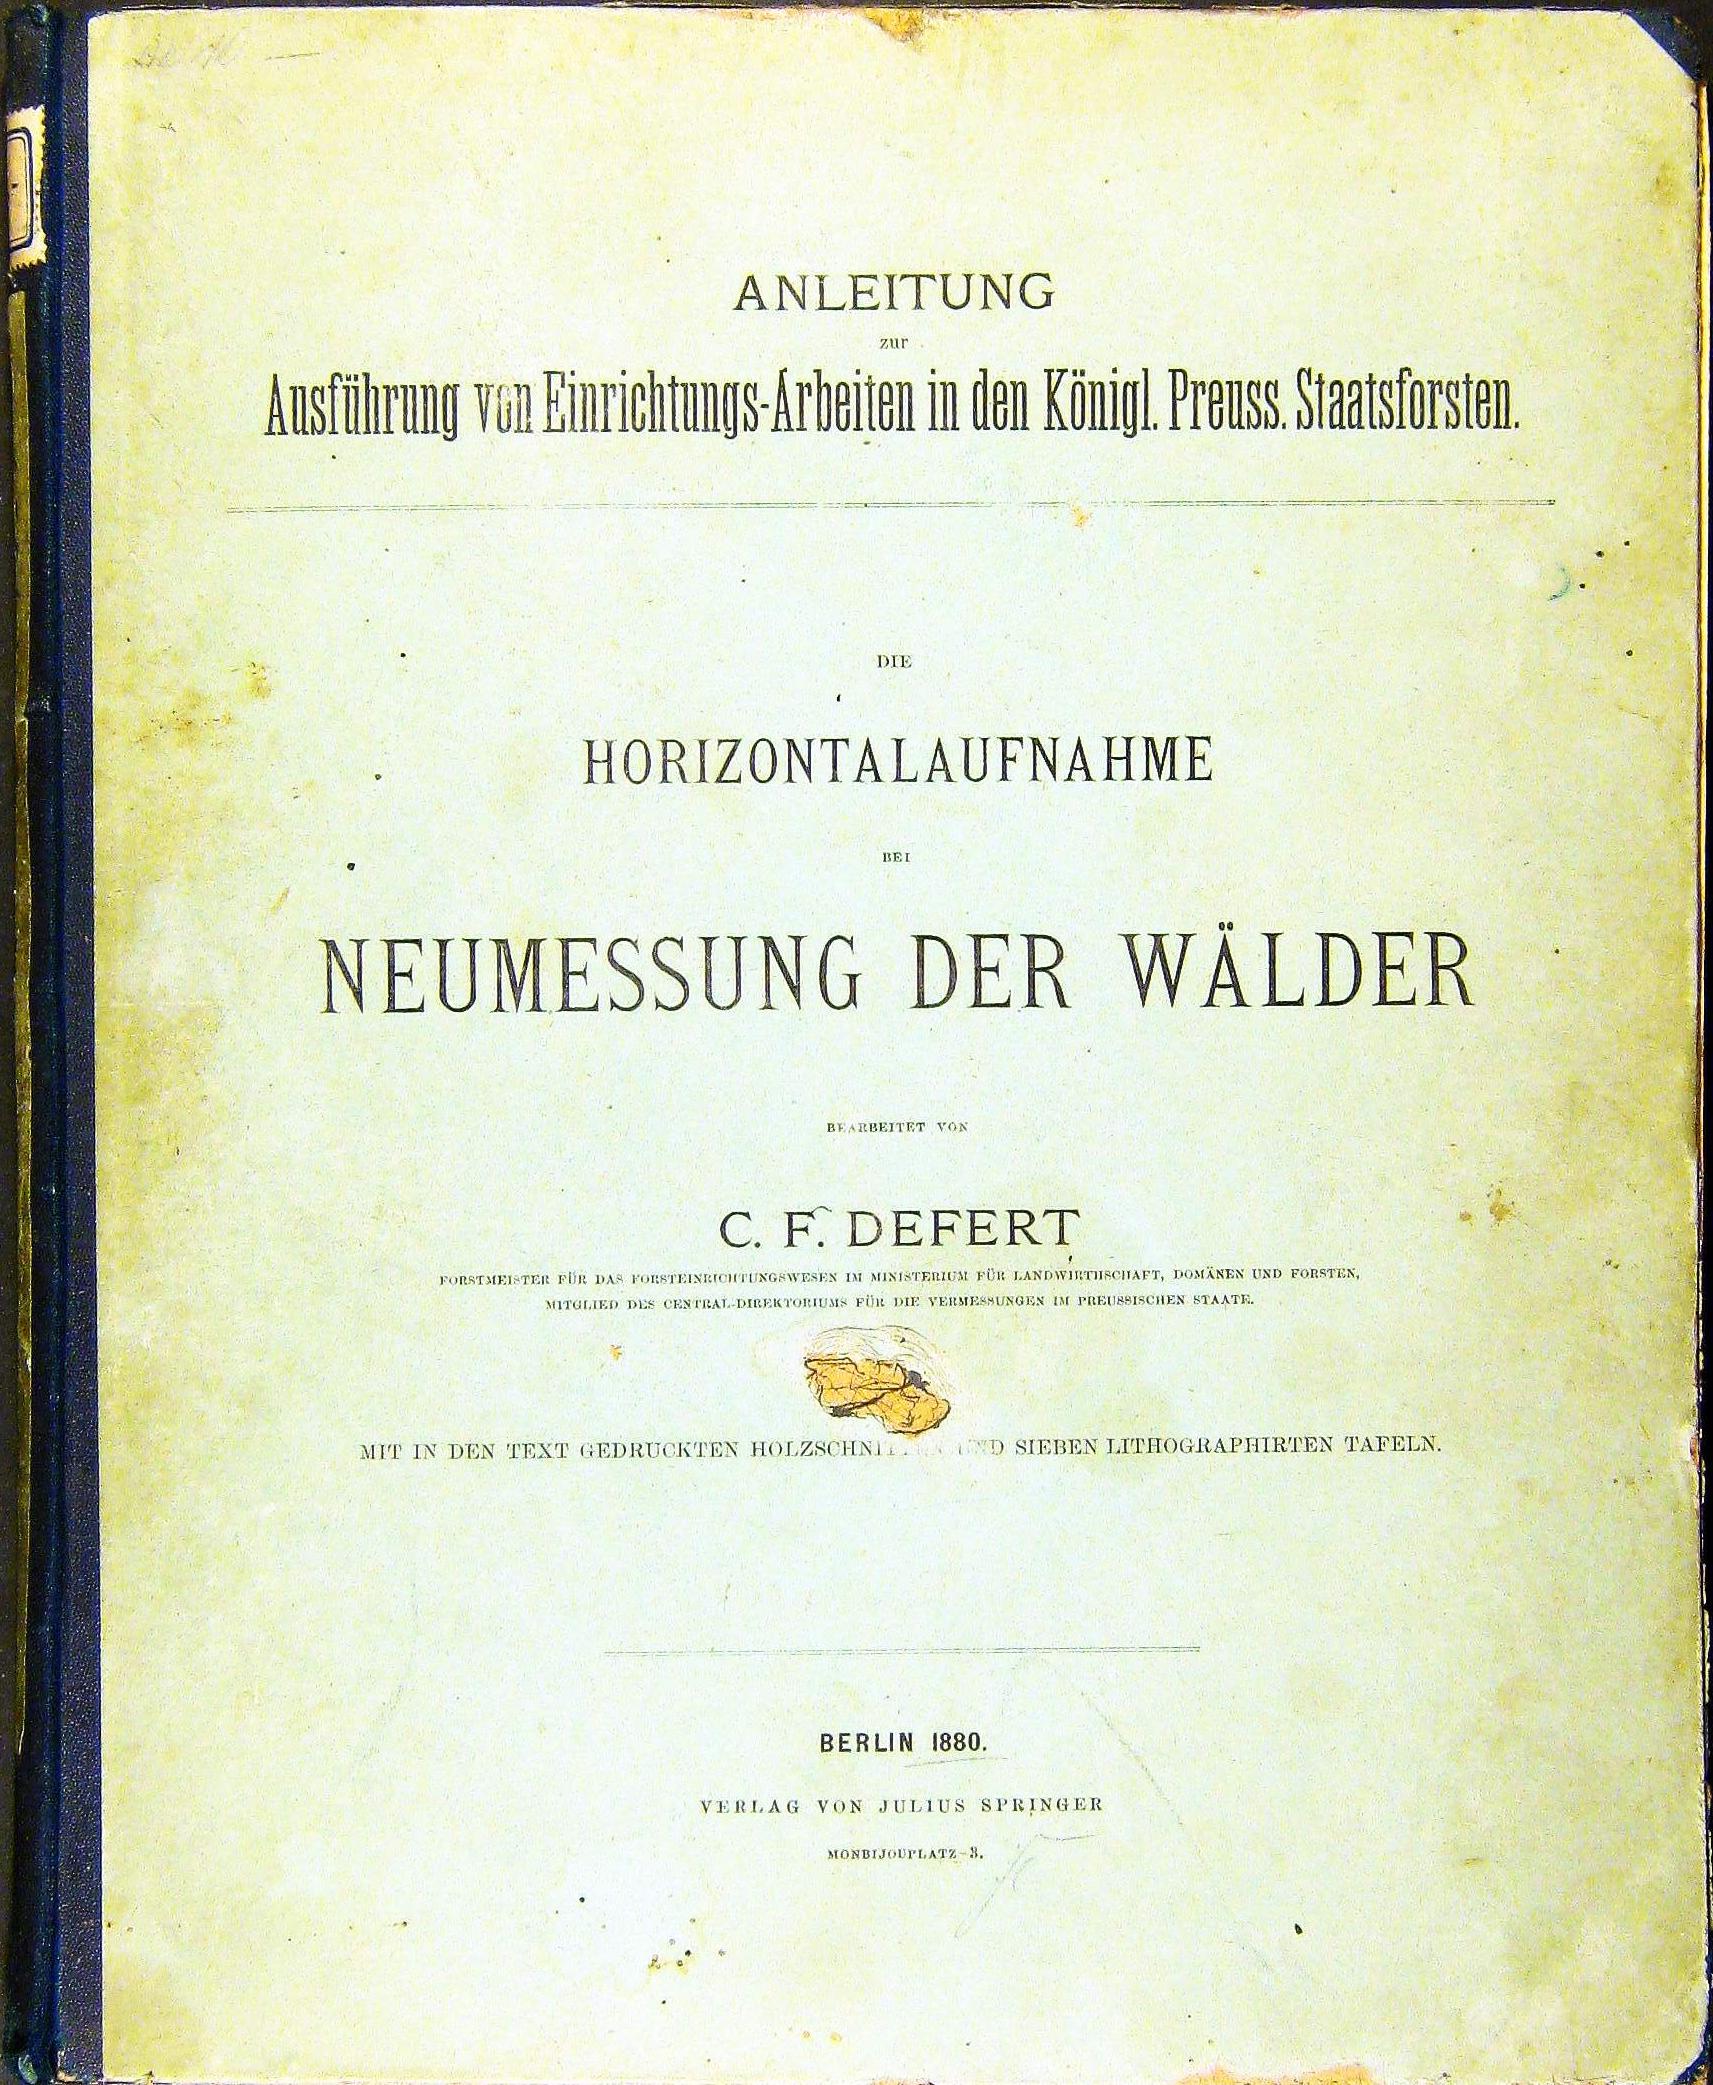 ANLEITUNG
zur
Ausführung von Einrichtungs-Arbeiten in den Königl. Preuss. Staatsforsten.
DIE
HORIZONTALAUFNAHME
BEI
NEUMESSUNG DER WÄLDER
BEARBEITET VON
C. F. DEFERT
FORSTMEISTER FÜR DAS FORSTEINRICHTUNGSWESEN IM MINISTERIUM FÜR LANDWIRTHSCHAFT, DOMÄNEN UND FORSTEN,
MITGLIED DES CENTRAL-DIREKTORIUMS FÜR DIE VERMESSUNGEN IM PREUSSISCHEN STAATE.
MIT IN DEN TEXT GEDRUCKTEN UND SIEBEN LITHOGRAPHIRTEN TAFELN.
BERLIN 1880.
VERLAG VON JULIUS SPRINGER
MONBIJOUPLATZ 3.